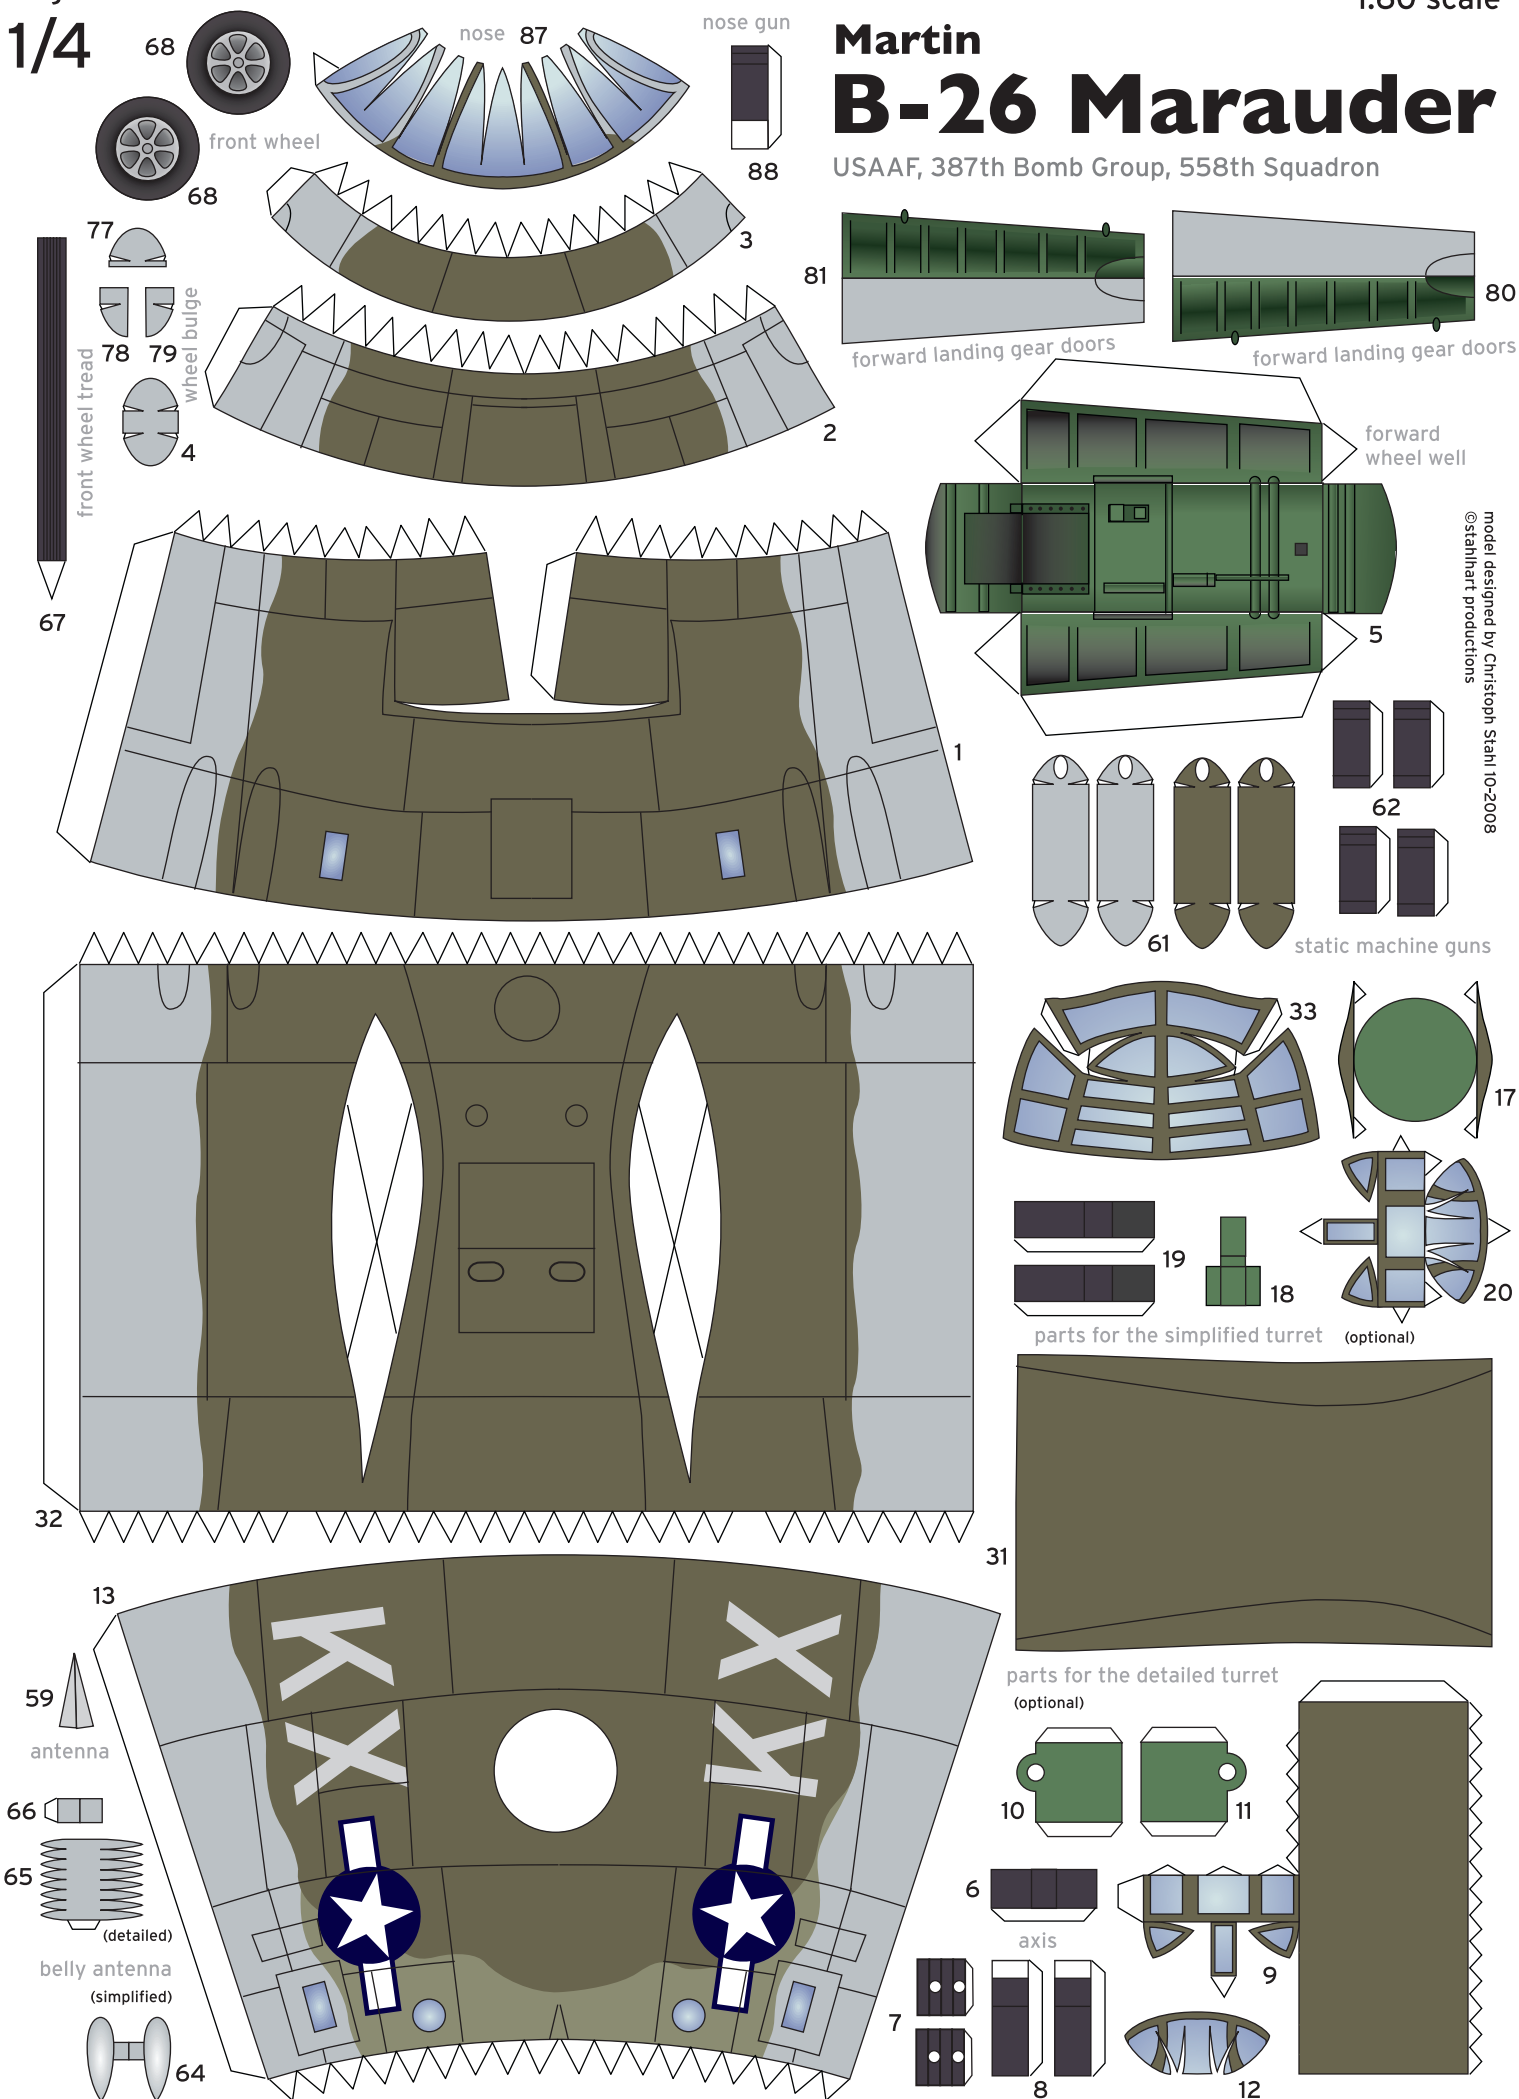 1/4
68
nose 87
nose gun
1:80 scale
Martin
B-26 Marauder
USAAF, 387th Bomb Group, 558th Squadron
front wheel
68
88
77
3
81
80
78 79
wheel bulge
front wheel tread
forward landing gear doors
forward landing gear doors
4
2
forward
wheel well
67
5
model designed by Christoph Stahl 10-2008
©stahlhart productions
1
62
61
static machine guns
33
17
19
18
20
parts for the simplified turret (optional)
32
31
13
59
antenna
parts for the detailed turret
(optional)
K
X
X
K
10
11
66
65
(detailed)
6
axis
belly antenna
(simplified)
9
7
64
8
12